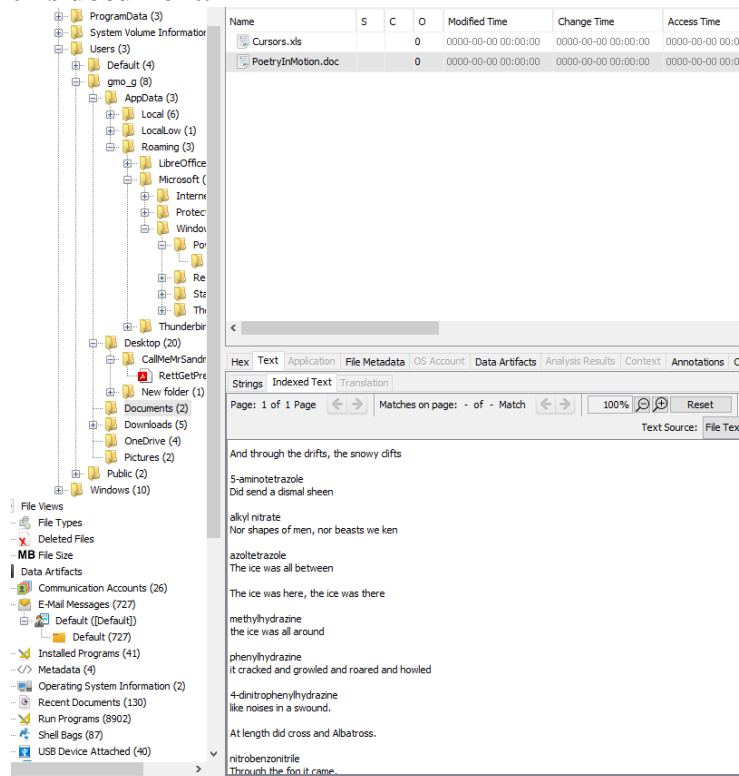 ProgramData (3)
System Volume Information
Users (3)
Default (4)
gmo_g (8)
AppData (3)
Local (6)
LocalLow (1)
Roaming (3)
LibreOffice
Microsoft (
Interne
Protec
Window
Pov
Re
Sta
The
Thunderbir
Desktop (20)
CallMeMrSandr
RettGetPre
New folder (1)
Documents (2)
Downloads (5)
OneDrive (4)
Pictures (2)
Public (2)
Windows (10)
File Views
File Types
Deleted Files
MB File Size
Data Artifacts
Communication Accounts (26)
E-Mail Messages (727)
Default ([Default])
Default (727)
Installed Programs (41)
Metadata (4)
Operating System Information (2)
Recent Documents (130)
Run Programs (8902)
Shell Bags (87)
USB Device Attached (40)
Name S C O Modified Time Change Time Access Time
Cursors.xls 0 0000-00-00 00:00:00 0000-00-00 00:00:00 0000-00-00 00:0
PoetryInMotion.doc 0 0000-00-00 00:00:00 0000-00-00 00:00:00 0000-00-00 00:0
Hex Text Application File Metadata OS Account Data Artifacts Analysis Results Context Annotations O
Strings Indexed Text Translation
Page: 1 of 1 Page Matches on page: - of - Match 100% Reset
Text Source: File Tex
And through the drifts, the snowy clifts
5-aminotetrazole
Did send a dismal sheen
alkyl nitrate
Nor shapes of men, nor beasts we ken
azoltetrazole
The ice was all between
The ice was here, the ice was there
methylhydrazine
the ice was all around
phenylhydrazine
it cracked and growled and roared and howled
4-dinitrophenylhydrazine
like noises in a swound.
At length did cross and Albatross.
nitrobenzonitrile
Through the fog it came.